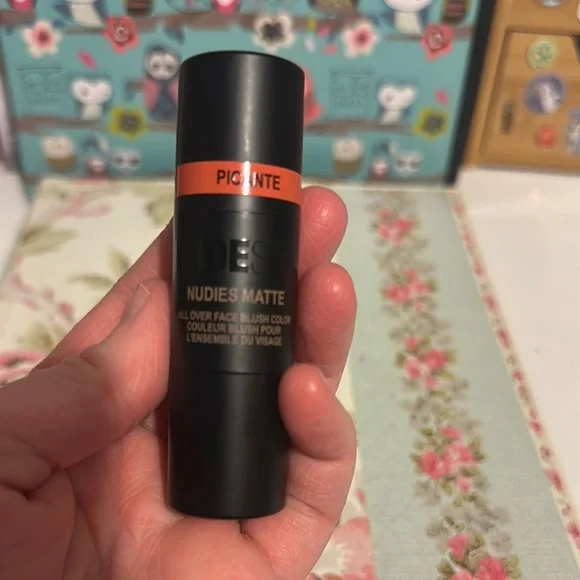 PICANTE
DES
NUDIES MATTE
ALL OVER FACE BLUSH COLOR
COULEUR BLUSH POUR
L'ENSEMBLE DU VISAGE